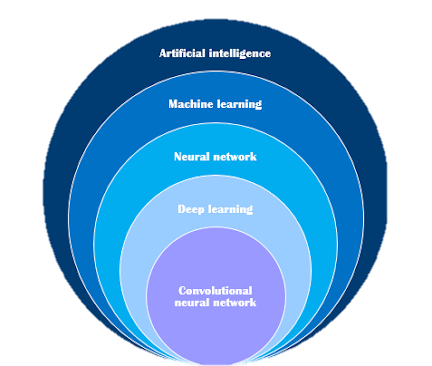 Artificial intelligence
Machine learning
Neural network
Deep learning
Convolutional
neural network